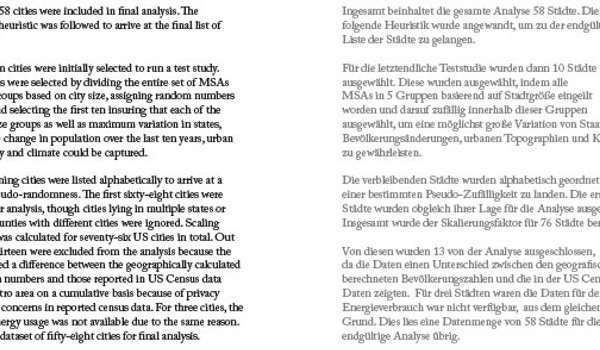 58 cities were included in final analysis. The
heuristic was followed to arrive at the final list of
cities were initially selected to run a test study.
were selected by dividing the entire set of MSAs
based on city size, assigning random numbers
selecting the first ten insuring that each of the
groups as well as maximum variation in states,
change in population over the last ten years, urban
and climate could be captured.
cities were listed alphabetically to arrive at a
The first sixty-eight cities were
analysis, though cities lying in multiple states or
with different cities were ignored. Scaling
was calculated for seventy-six US cities in total. Out
were excluded from the analysis because the
a difference between the geographically calculated
numbers and those reported in US Census data
area on a cumulative basis because of privacy
concerns in reported census data. For three cities, the
usage was not available due to the same reason.
dataset of fifty-eight cities for final analysis.
Ingesamt beinhaltet die gesamte Analyse 58 Städte. Die
folgende Heuristik wurde angewandt, um zu der endgült
Liste der Städte zu gelangen.
Für die letztendliche Teststudie wurden dann 10 Städte
ausgewählt. Diese wurden ausgewählt, indem alle
MSAs in 5 Gruppen basierend auf Stadtgröße eingeilt
worden und darauf zufällig innerhalb dieser Gruppen
ausgewählt, um eine möglichst große Variation von Staa
Bevölkerungsänderungen, urbanen Topographien und K
zu gewährleisten.
Die verbleibenden Städte wurden alphabetisch geordnet
einer bestimmten Pseudo-Zufälligkeit zu landen. Die ers
Städte wurden obgleich ihrer Lage für die Analyse ausge
Insgesamt wurde der Skalierungsfaktor für 76 Städte ber
Von diesen wurden 13 von der Analyse ausgeschlossen,
da die Daten einen Unterschied zwischen den geografisc
berechneten Bevölkerungszahlen und die in der US Cen
Daten zeigten. Für drei Städten waren die Daten für de
Energieverbrauch war nicht verfügbar, aus dem gleichen
Grund. Dies lies eine Datenmenge von 58 Städte für die
endgültige Analyse übrig.